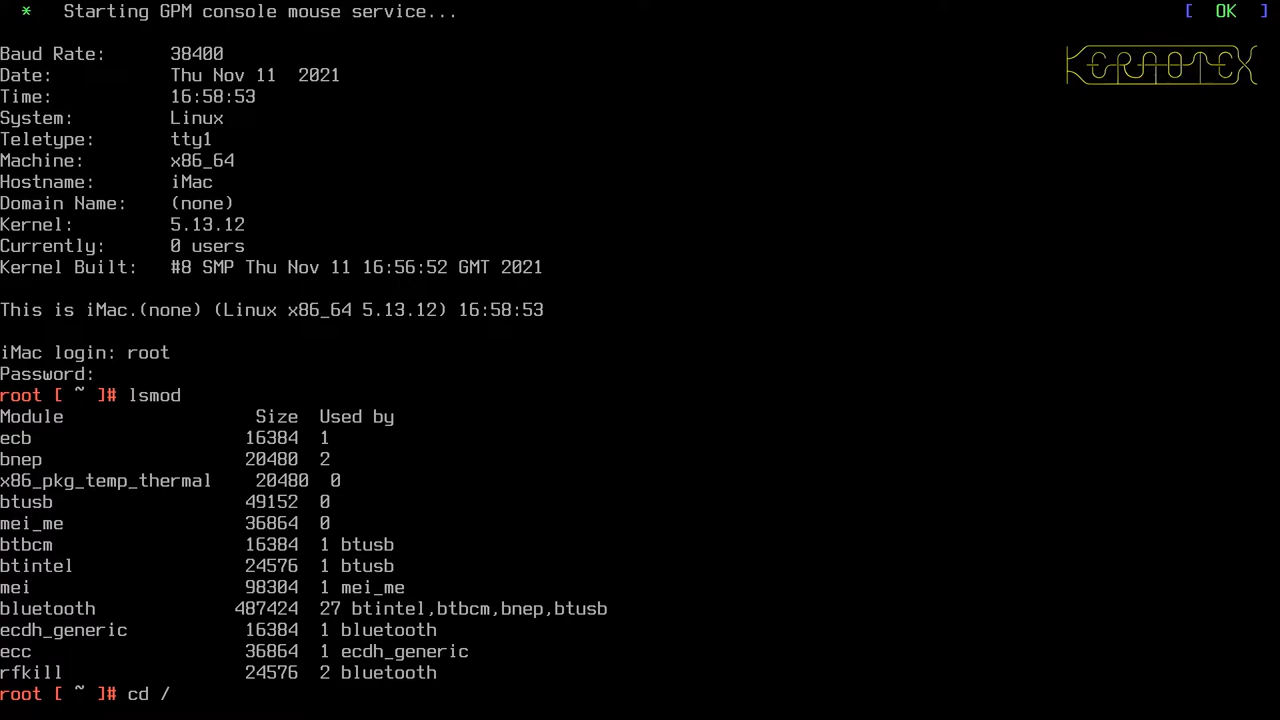 *   Starting GPM console mouse service...   [  OK  ]
KERNOTEX
Baud Rate:      38400
Date:           Thu Nov 11  2021
Time:           16:58:53
System:         Linux
Teletype:       tty1
Machine:        x86_64
Hostname:       iMac
Domain Name:    (none)
Kernel:         5.13.12
Currently:      0 users
Kernel Built:   #8 SMP Thu Nov 11 16:56:52 GMT 2021
This is iMac.(none) (Linux x86_64 5.13.12) 16:58:53
iMac login: root
Password:
root [ ~ ]# lsmod
Module                  Size  Used by
ecb                    16384  1
bnep                   20480  2
x86_pkg_temp_thermal    20480  0
btusb                  49152  0
mei_me                 36864  0
btbcm                  16384  1 btusb
btintel                24576  1 btusb
mei                    98304  1 mei_me
bluetooth             487424  27 btintel,btbcm,bnep,btusb
ecdh_generic           16384  1 bluetooth
ecc                    36864  1 ecdh_generic
rfkill                 24576  2 bluetooth
root [ ~ ]# cd /